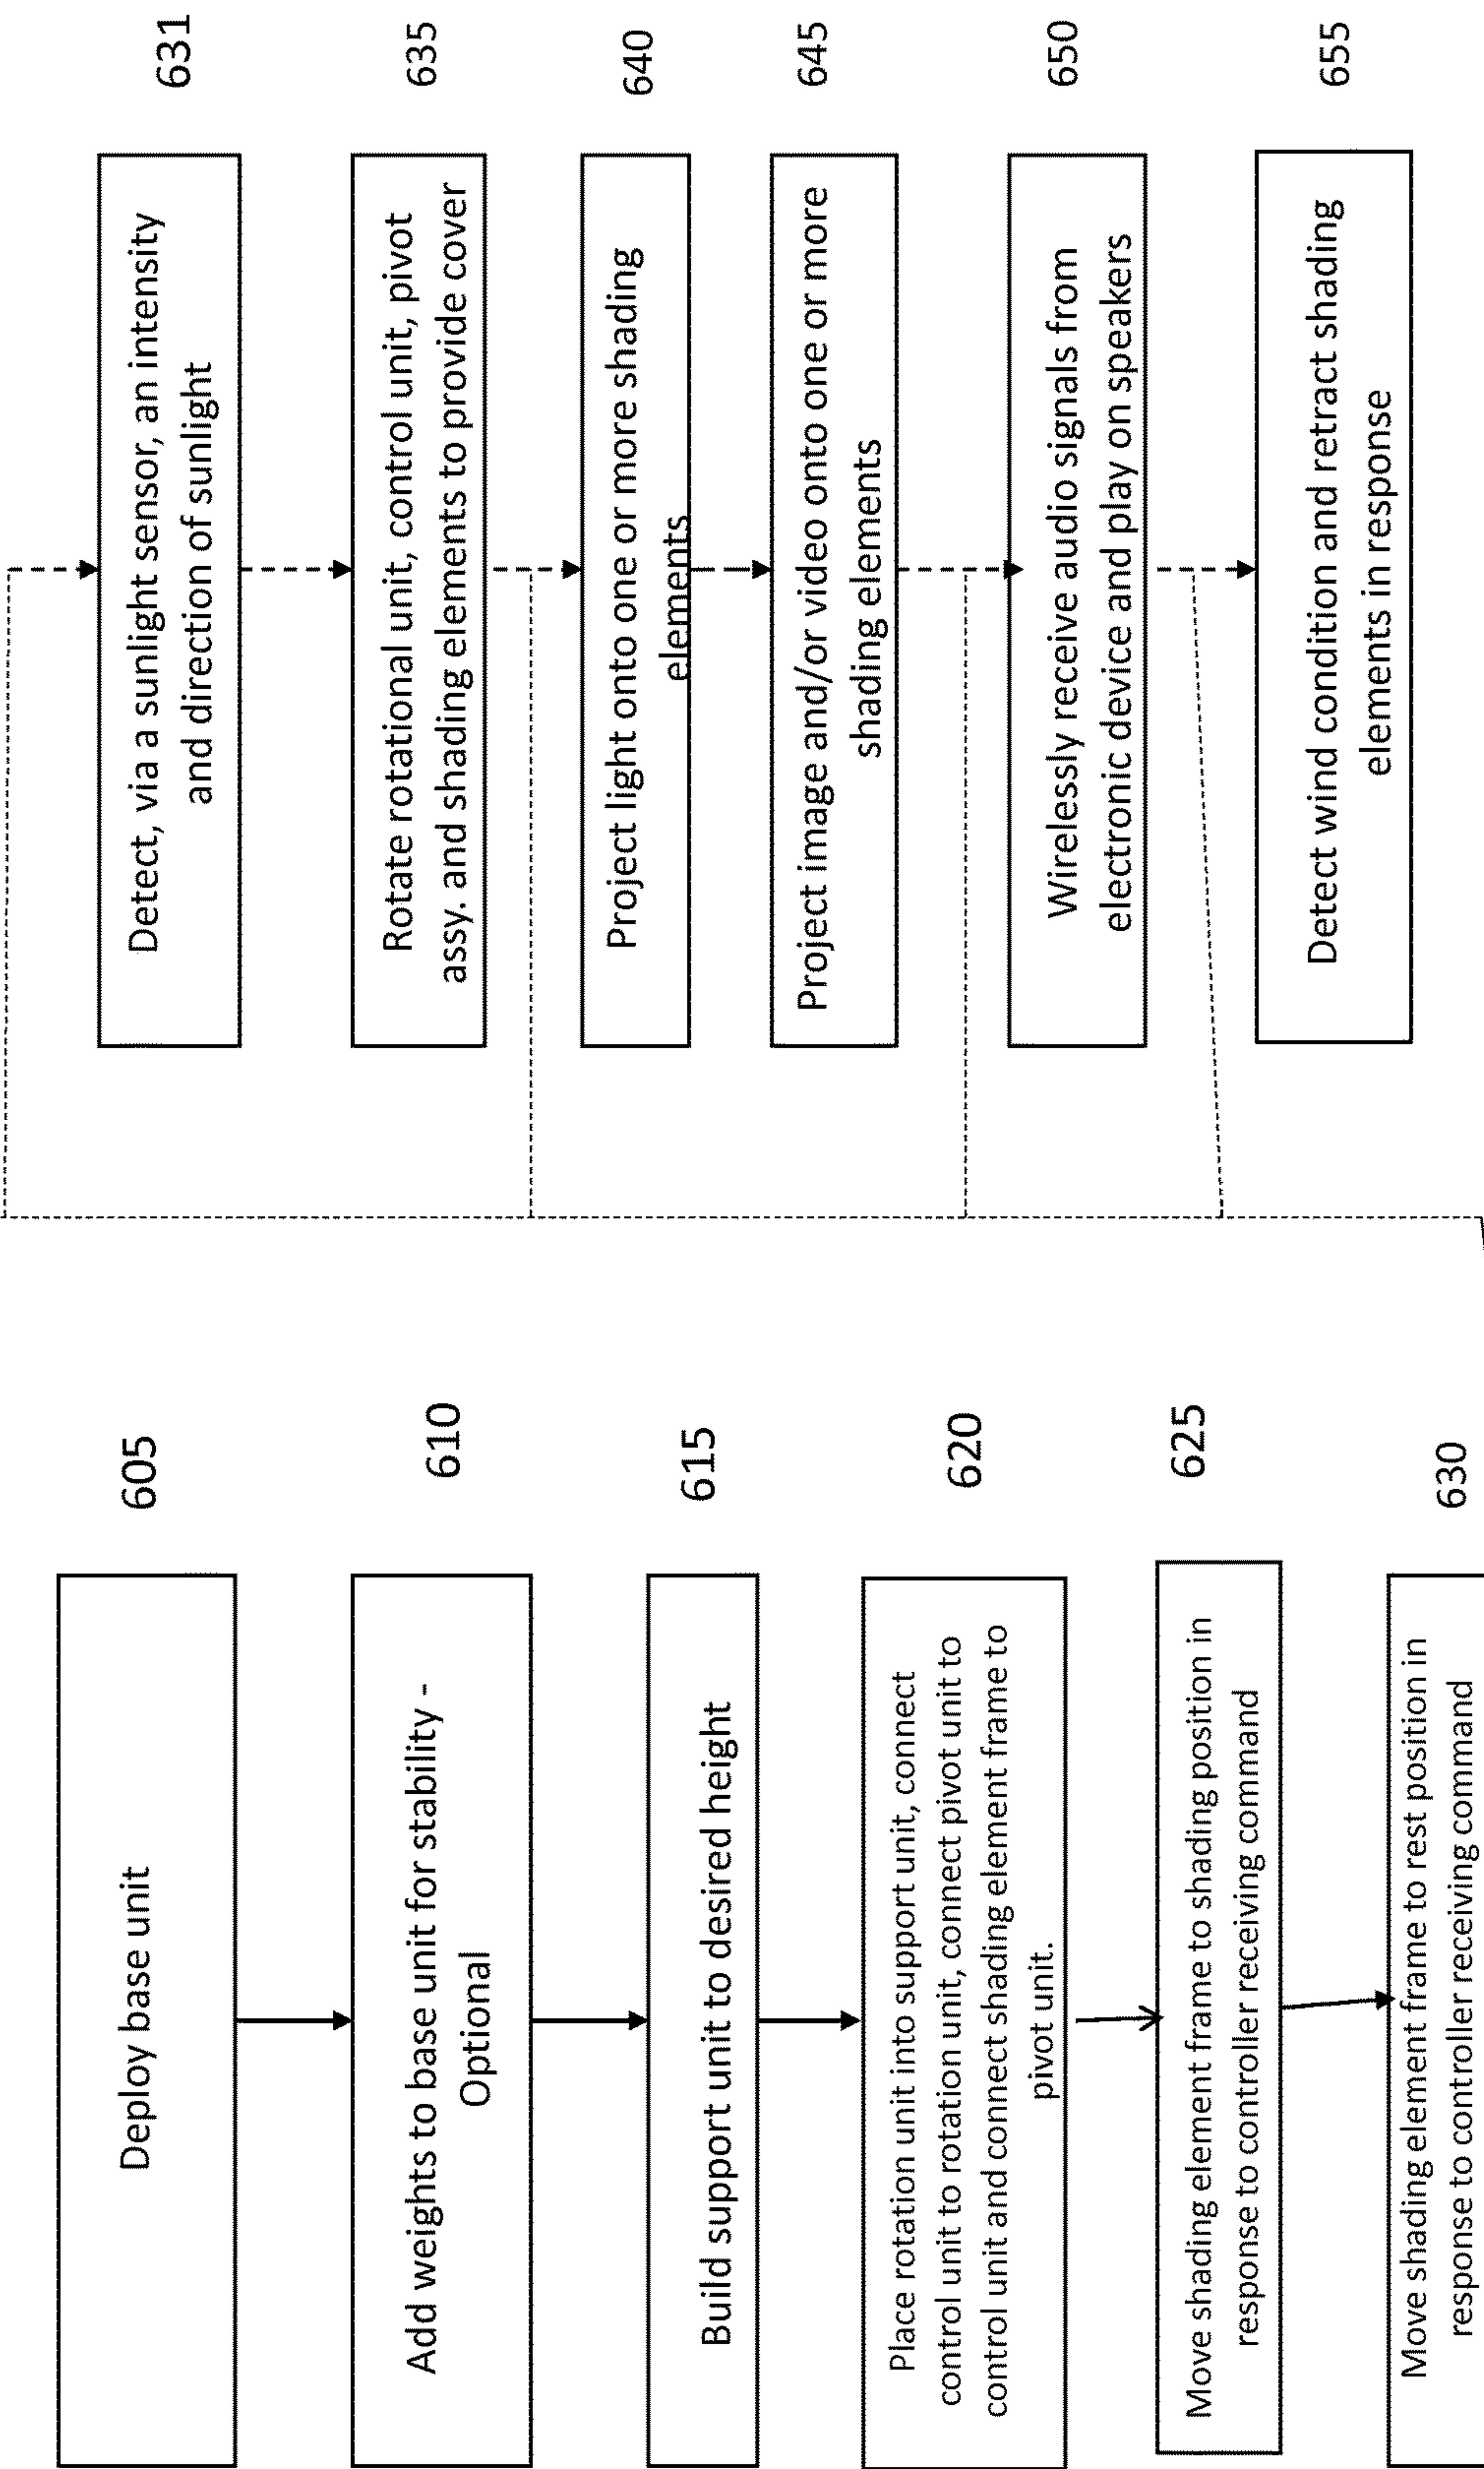 Deploy base unit
605
Add weights to base unit for stability -
Optional
610
Build support unit to desired height
615
Place rotation unit into support unit, connect
control unit to rotation unit, connect pivot unit to
control unit and connect shading element frame to
pivot unit.
620
Move shading element frame to shading position in
response to controller receiving command
625
Move shading element frame to rest position in
response to controller receiving command
630
Detect, via a sunlight sensor, an intensity
and direction of sunlight
631
Rotate rotational unit, control unit, pivot
assy. and shading elements to provide cover
635
Project light onto one or more shading
elements
640
Project image and/or video onto one or more
shading elements
645
Wirelessly receive audio signals from
electronic device and play on speakers
650
Detect wind condition and retract shading
elements in response
655